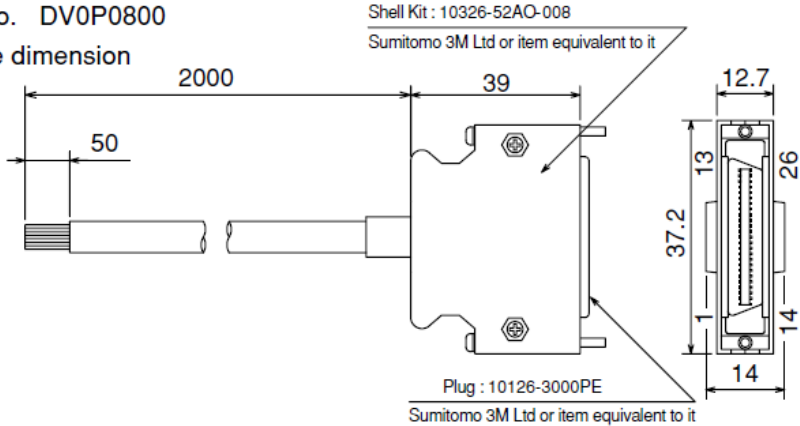 o. DV0P0800
e dimension
Shell Kit : 10326-52AO-008
Sumitomo 3M Ltd or item equivalent to it
2000
39
12.7
50
13
26
37.2
1
14
14
Plug : 10126-3000PE
Sumitomo 3M Ltd or item equivalent to it